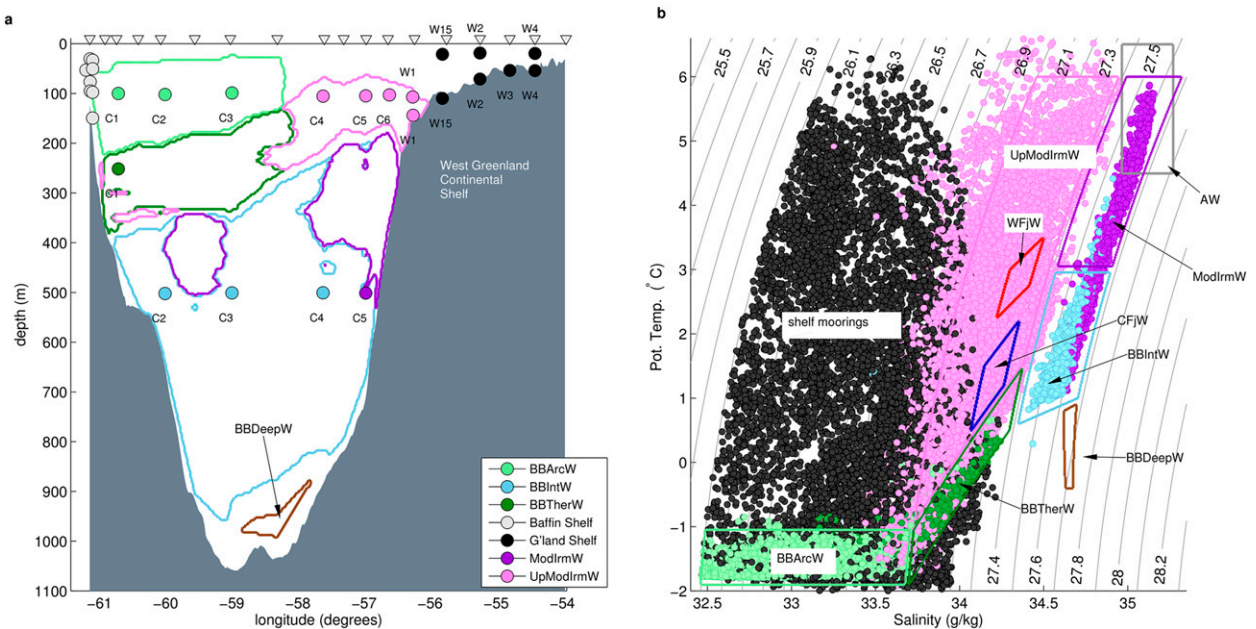 a
W15
W2
W4
0
100
200
300
400
500
600
700
800
900
1000
1100
depth (m)
C1
C2
C3
C4
C5
C6
W1
W15
W2
W3
W4
W1
C1
West Greenland
Continental
Shelf
C2
C3
C4
C5
BBDeepW
BBArcW
BBIntW
BBTherW
Baffin Shelf
G'land Shelf
ModIrmW
UpModIrmW
−61
−60
−59
−58
−57
−56
−55
−54
longitude (degrees)
b
25.5
25.7
25.9
26.1
26.3
26.7
26.9
27.1
27.3
27.5
6
5
4
3
2
1
0
−1
−2
Pot. Temp. (° C)
UpModIrmW
AW
WFjW
ModIrmW
shelf moorings
CFjW
BBIntW
BBDeepW
BBTherW
BBArcW
27.4
27.6
27.8
28
28.2
32.5
33
33.5
34
34.5
35
Salinity (g/kg)